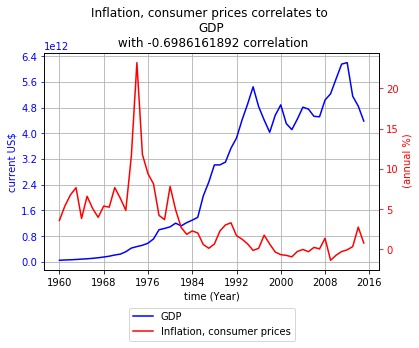 Inflation, consumer prices correlates to
GDP
with -0.6986161892 correlation
1e12
6.4
5.6
4.8
4.0
3.2
2.4
1.6
0.8
0.0
current US$
20
15
10
5
0
(annual %)
1960 1968 1976 1984 1992 2000 2008 2016
time (Year)
GDP
Inflation, consumer prices